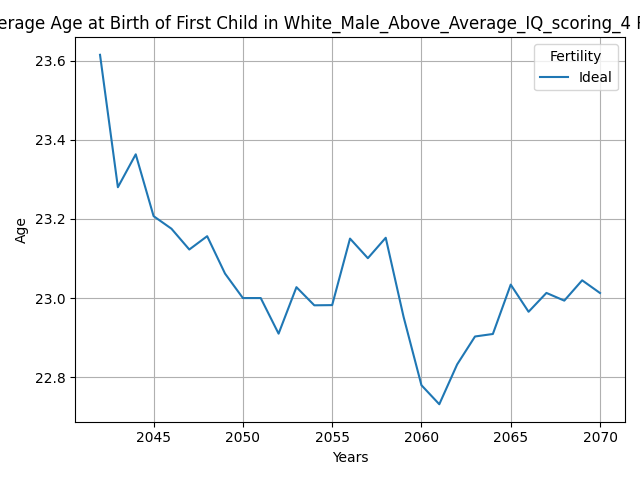 erage Age at Birth of First Child in White_Male_Above_Average_IQ_scoring_4
Fertility
Ideal
23.6
23.4
23.2
23.0
22.8
Age
2045 2050 2055 2060 2065 2070
Years